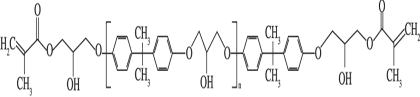 O O
CH₃ CH₃ CH₂
H₂C O O O O O O
CH₃ OH CH₃ OH n CH₃ OH CH₃